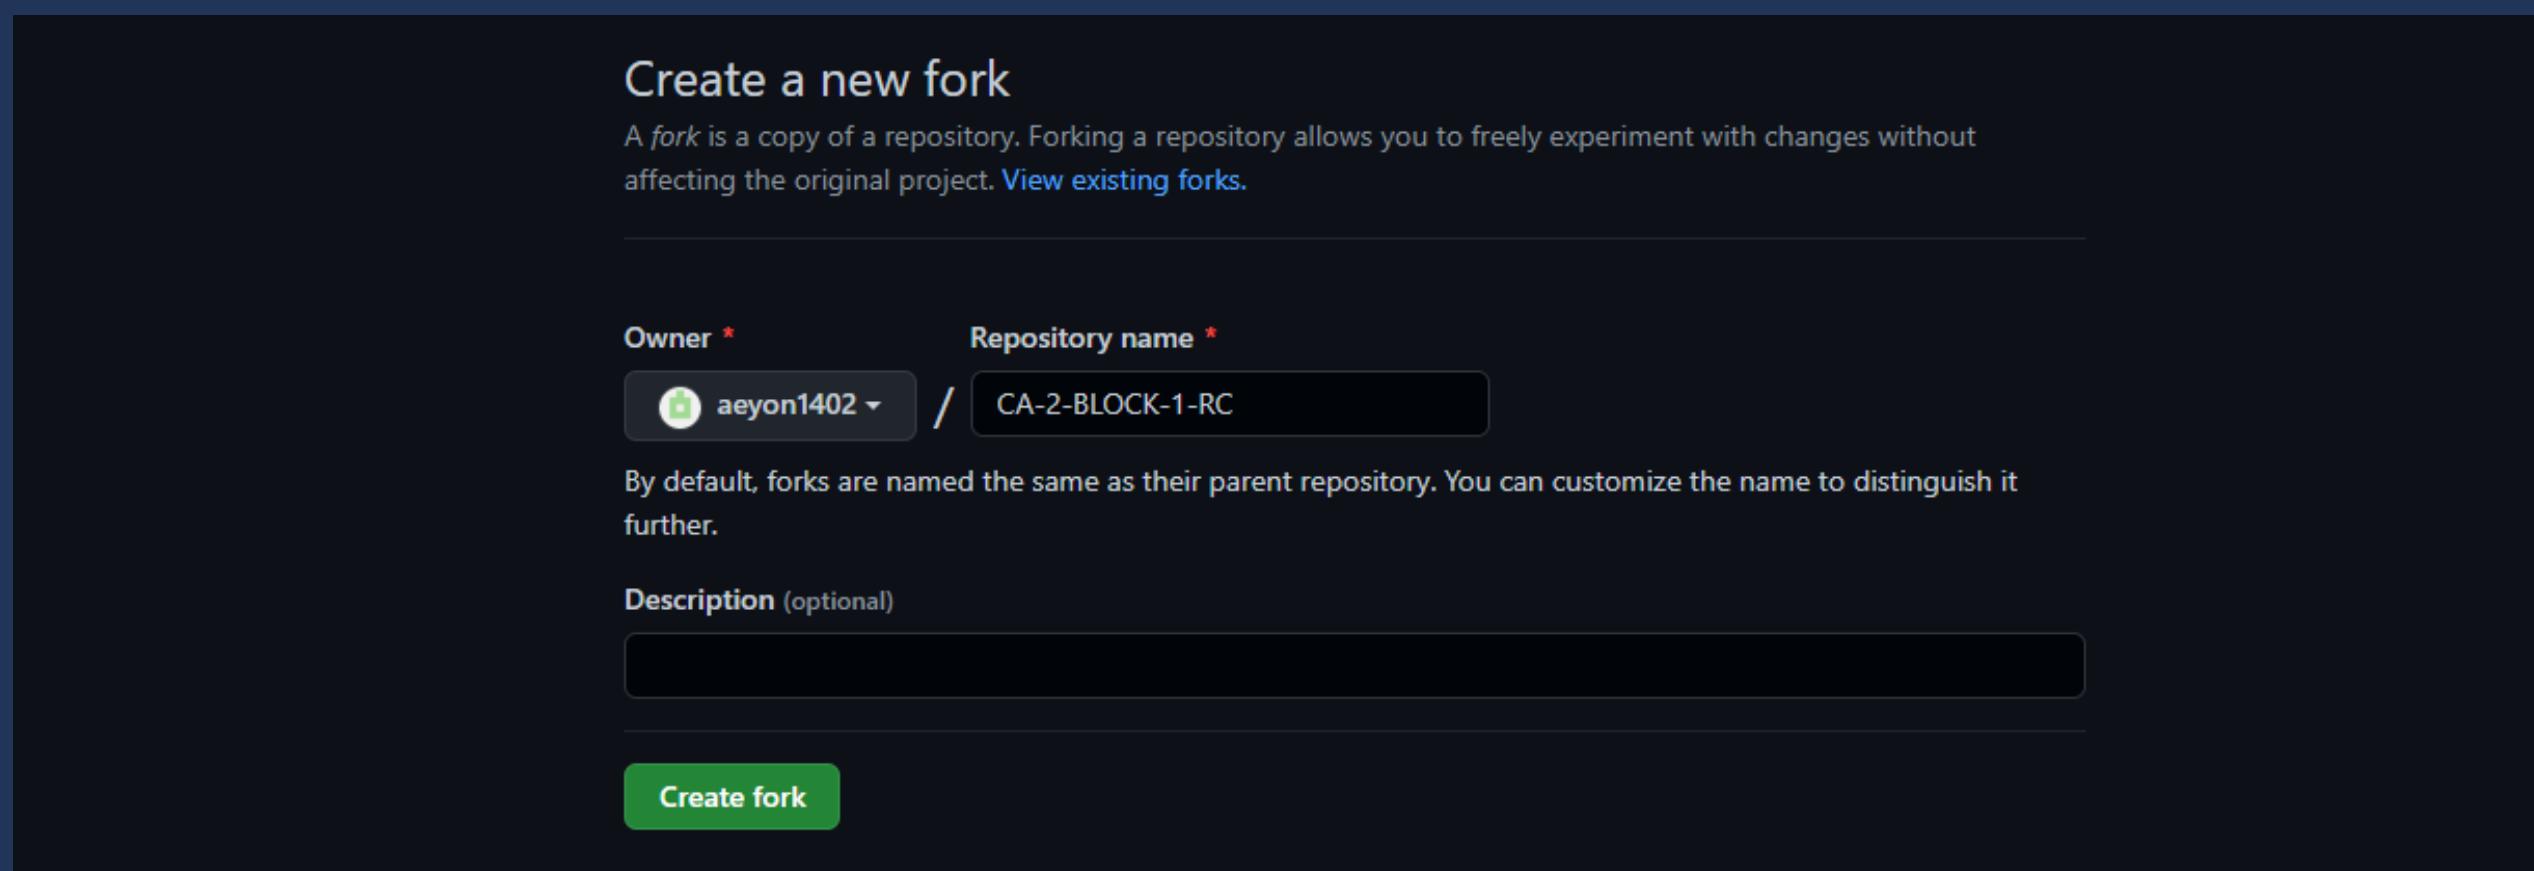 Create a new fork
A fork is a copy of a repository. Forking a repository allows you to freely experiment with changes without
affecting the original project. View existing forks.
Owner * Repository name *
aeyon1402 / CA-2-BLOCK-1-RC
By default, forks are named the same as their parent repository. You can customize the name to distinguish it
further.
Description (optional)
Create fork